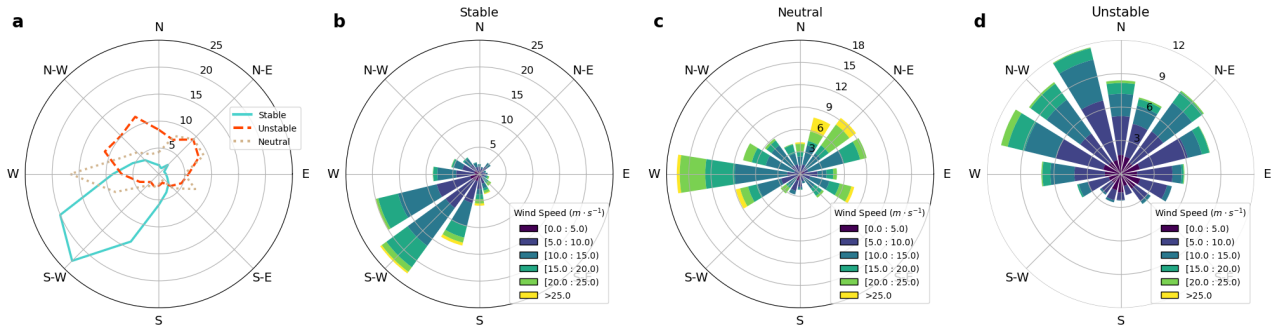 a
N
N-E
E
S-E
S
S-W
W
N-W
5
10
15
20
25
Stable
Unstable
Neutral
b
Stable
N
N-E
E
S
S-W
W
N-W
5
10
15
20
25
Wind Speed (m · s⁻¹)
[0.0 : 5.0)
[5.0 : 10.0)
[10.0 : 15.0)
[15.0 : 20.0)
[20.0 : 25.0)
>25.0
c
Neutral
N
N-E
E
S
S-W
W
N-W
3
6
9
12
15
18
Wind Speed (m · s⁻¹)
[0.0 : 5.0)
[5.0 : 10.0)
[10.0 : 15.0)
[15.0 : 20.0)
[20.0 : 25.0)
>25.0
d
Unstable
N
N-E
E
S
S-W
W
N-W
3
6
9
12
Wind Speed (m · s⁻¹)
[0.0 : 5.0)
[5.0 : 10.0)
[10.0 : 15.0)
[15.0 : 20.0)
[20.0 : 25.0)
>25.0